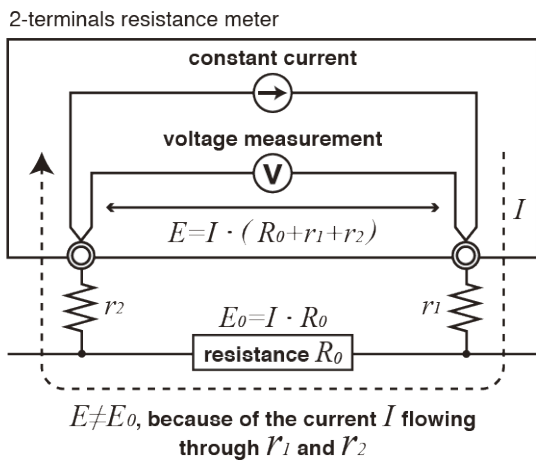 2-terminals resistance meter
constant current
voltage measurement
V
I
E=I · ( R₀+r₁+r₂)
r₂
r₁
E₀=I · R₀
resistance R₀
E≠E₀, because of the current I flowing
through r₁ and r₂